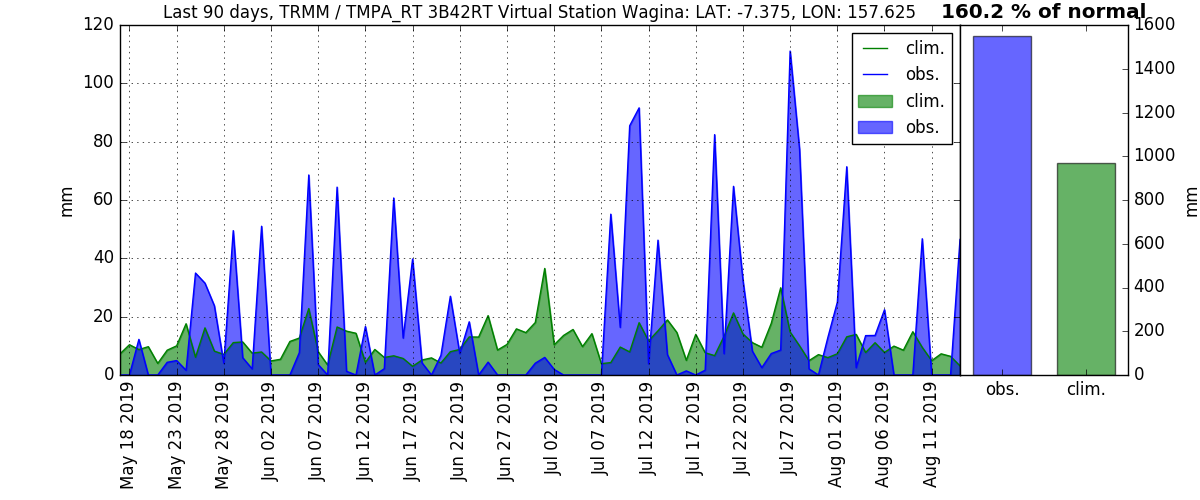 Last 90 days, TRMM / TMPA_RT 3B42RT Virtual Station Wagina: LAT: -7.375, LON: 157.625
160.2 % of normal
120
100
80
60
40
20
0
mm
clim.
obs.
clim.
obs.
1600
1400
1200
1000
800
600
400
200
0
mm
May 18 2019
May 23 2019
May 28 2019
Jun 02 2019
Jun 07 2019
Jun 12 2019
Jun 17 2019
Jun 22 2019
Jun 27 2019
Jul 02 2019
Jul 07 2019
Jul 12 2019
Jul 17 2019
Jul 22 2019
Jul 27 2019
Aug 01 2019
Aug 06 2019
Aug 11 2019
obs.
clim.